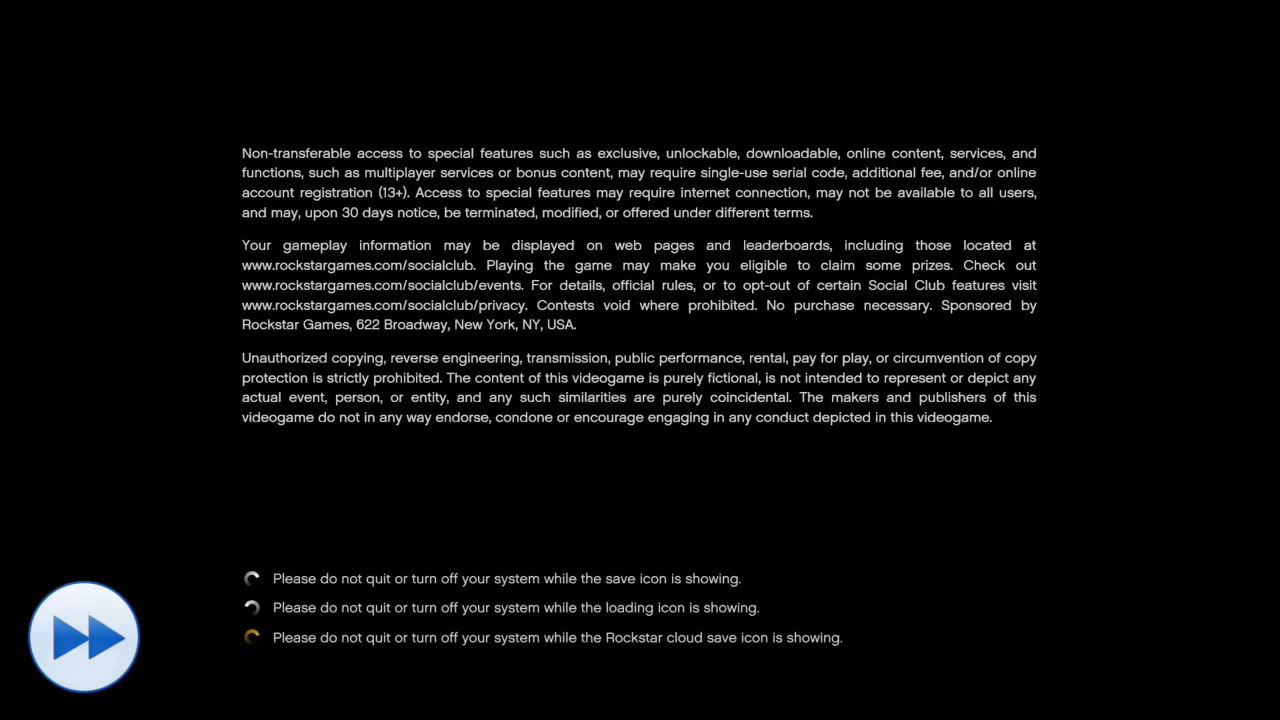 Non-transferable access to special features such as exclusive, unlockable, downloadable, online content, services, and
functions, such as multiplayer services or bonus content, may require single-use serial code, additional fee, and/or online
account registration (13+). Access to special features may require internet connection, may not be available to all users,
and may, upon 30 days notice, be terminated, modified, or offered under different terms.
Your gameplay information may be displayed on web pages and leaderboards, including those located at
www.rockstargames.com/socialclub. Playing the game may make you eligible to claim some prizes. Check out
www.rockstargames.com/socialclub/events. For details, official rules, or to opt-out of certain Social Club features visit
www.rockstargames.com/socialclub/privacy. Contests void where prohibited. No purchase necessary. Sponsored by
Rockstar Games, 622 Broadway, New York, NY, USA.
Unauthorized copying, reverse engineering, transmission, public performance, rental, pay for play, or circumvention of copy
protection is strictly prohibited. The content of this videogame is purely fictional, is not intended to represent or depict any
actual event, person, or entity, and any such similarities are purely coincidental. The makers and publishers of this
videogame do not in any way endorse, condone or encourage engaging in any conduct depicted in this videogame.
Please do not quit or turn off your system while the save icon is showing.
Please do not quit or turn off your system while the loading icon is showing.
Please do not quit or turn off your system while the Rockstar cloud save icon is showing.